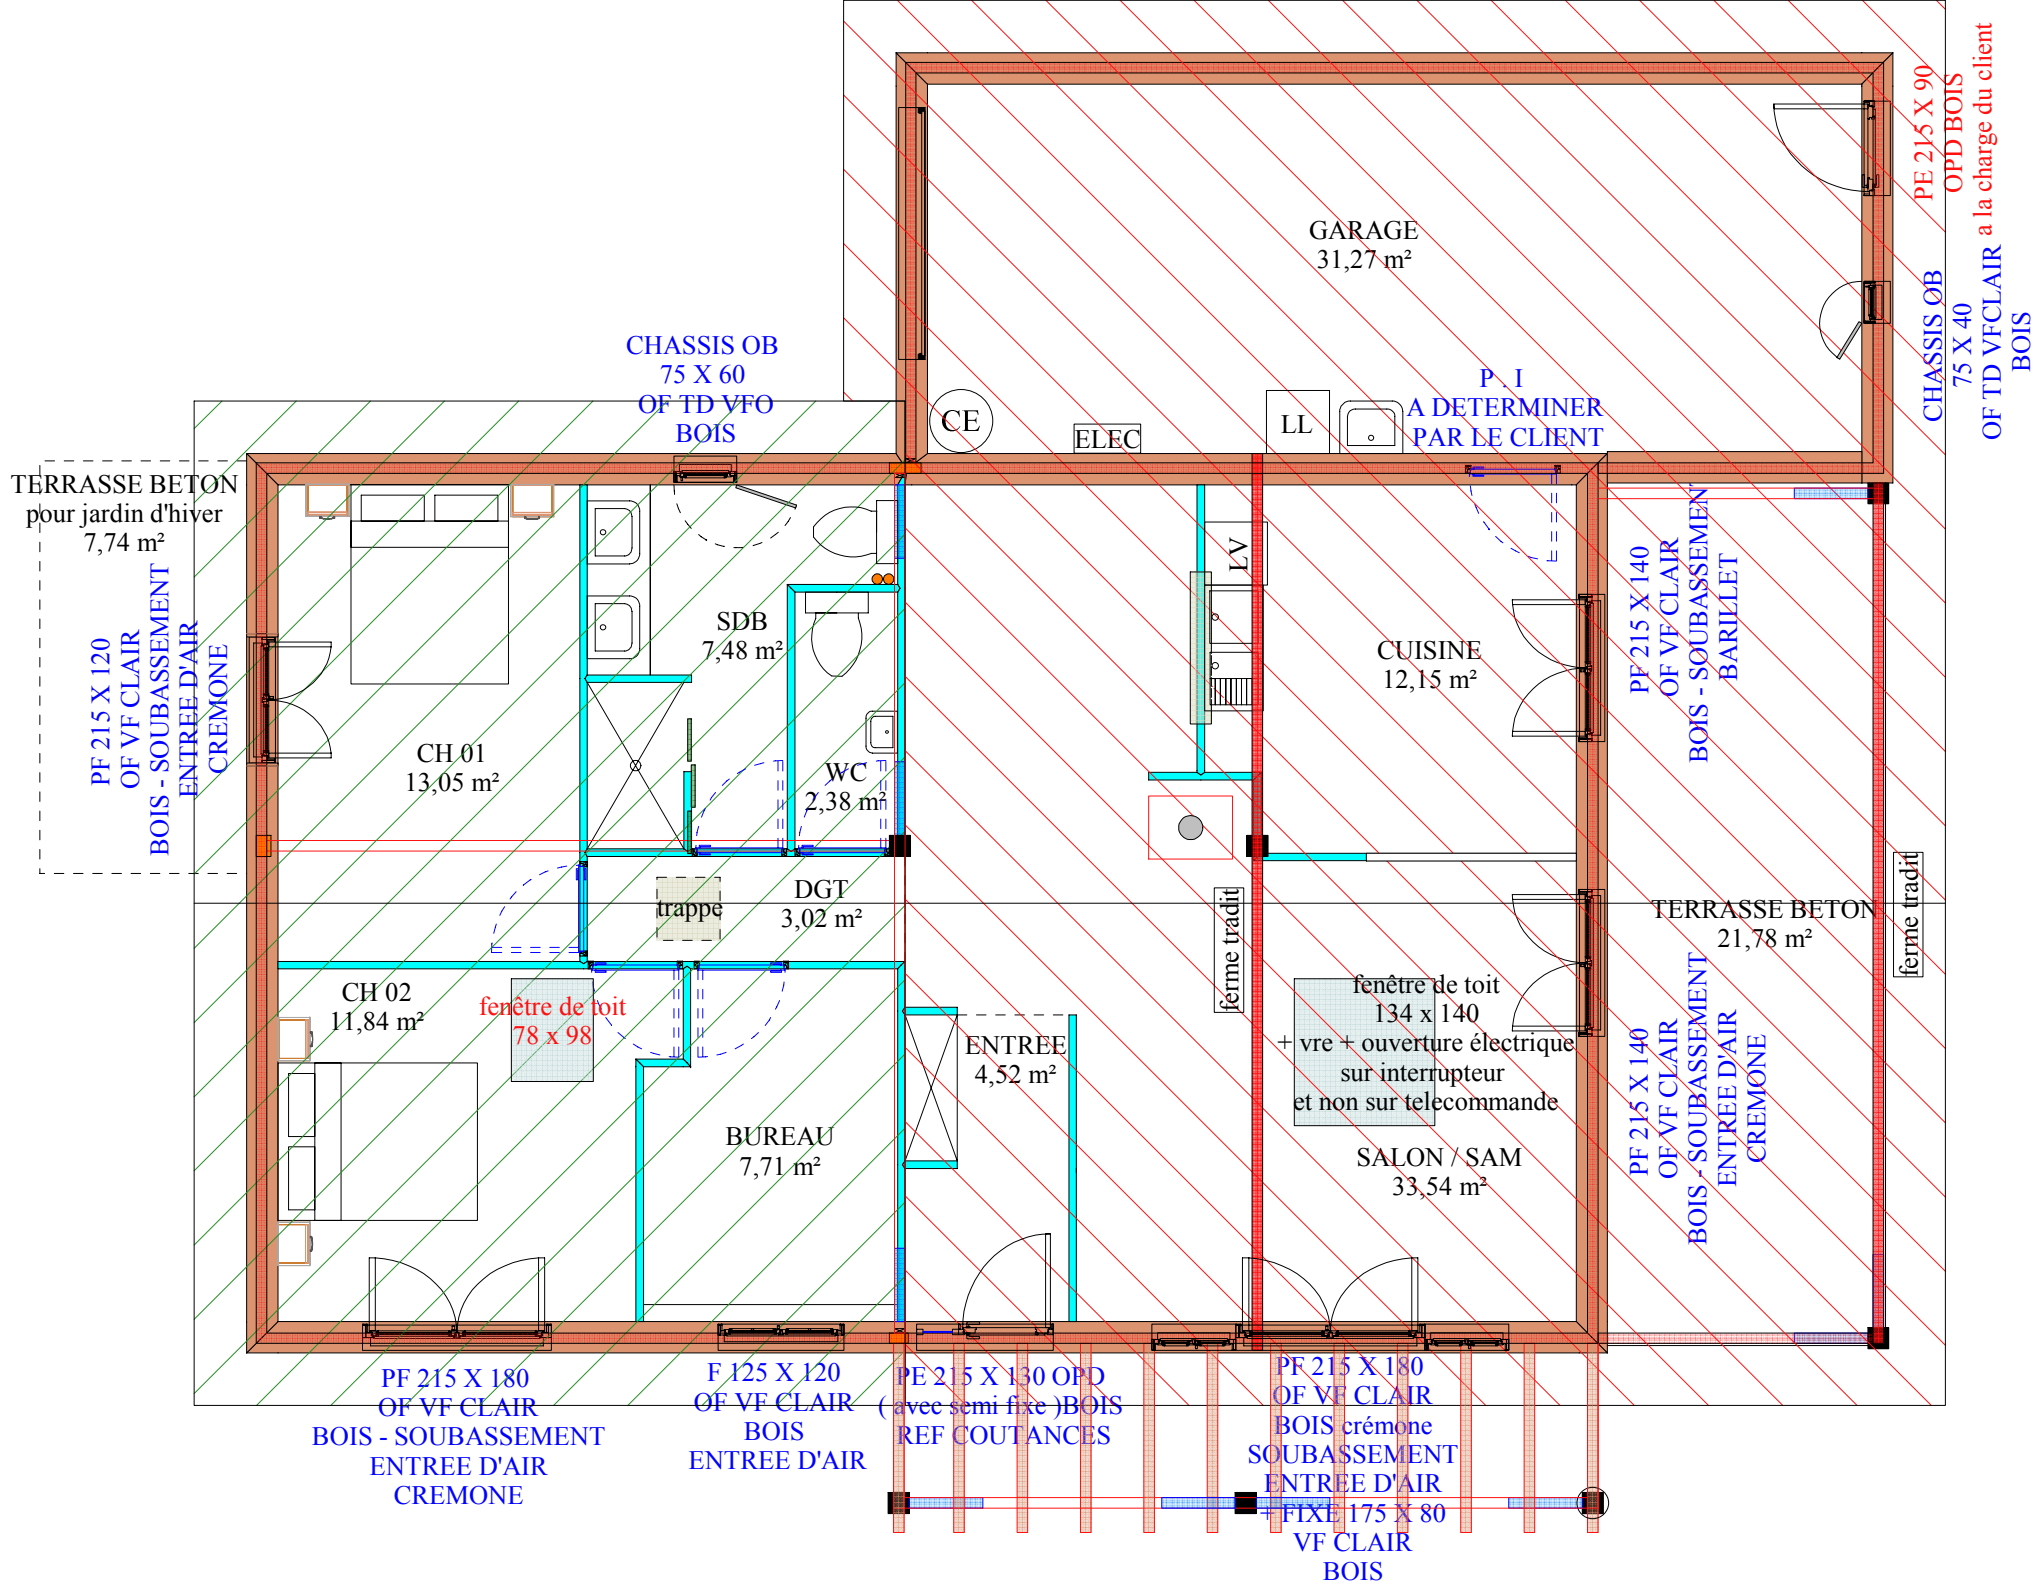 PE 215 X 90
OPD BOIS
a la charge du client
GARAGE
31,27 m²
CHASSIS OB
75 X 40
OF TD VFCLAIR
BOIS
CHASSIS OB
75 X 60
OF TD VFO
BOIS
P . I
A DETERMINER
PAR LE CLIENT
CE
ELEC
LL
TERRASSE BETON
pour jardin d'hiver
7,74 m²
PF 215 X 120
OF VF CLAIR
BOIS - SOUBASSEMENT
ENTREE D'AIR
CREMONE
LV
SDB
7,48 m²
CUISINE
12,15 m²
PF 215 X 140
OF VF CLAIR
BOIS - SOUBASSEMENT
BARILLET
CH 01
13,05 m²
WC
2,38 m²
DGT
3,02 m²
trappe
ferme tradit
TERRASSE BETON
21,78 m²
ferme tradit
CH 02
11,84 m²
fenêtre de toit
78 x 98
ENTREE
4,52 m²
fenêtre de toit
134 x 140
+ vre + ouverture électrique
sur interrupteur
et non sur telecommande
PF 215 X 140
OF VF CLAIR
BOIS - SOUBASSEMENT
ENTREE D'AIR
CREMONE
BUREAU
7,71 m²
SALON / SAM
33,54 m²
PF 215 X 180
OF VF CLAIR
BOIS - SOUBASSEMENT
ENTREE D'AIR
CREMONE
F 125 X 120
OF VF CLAIR
BOIS
ENTREE D'AIR
PE 215 X 130 OPD
( avec semi fixe )BOIS
REF COUTANCES
PF 215 X 180
OF VF CLAIR
BOIS crémone
SOUBASSEMENT
ENTREE D'AIR
+ FIXE 175 X 80
VF CLAIR
BOIS